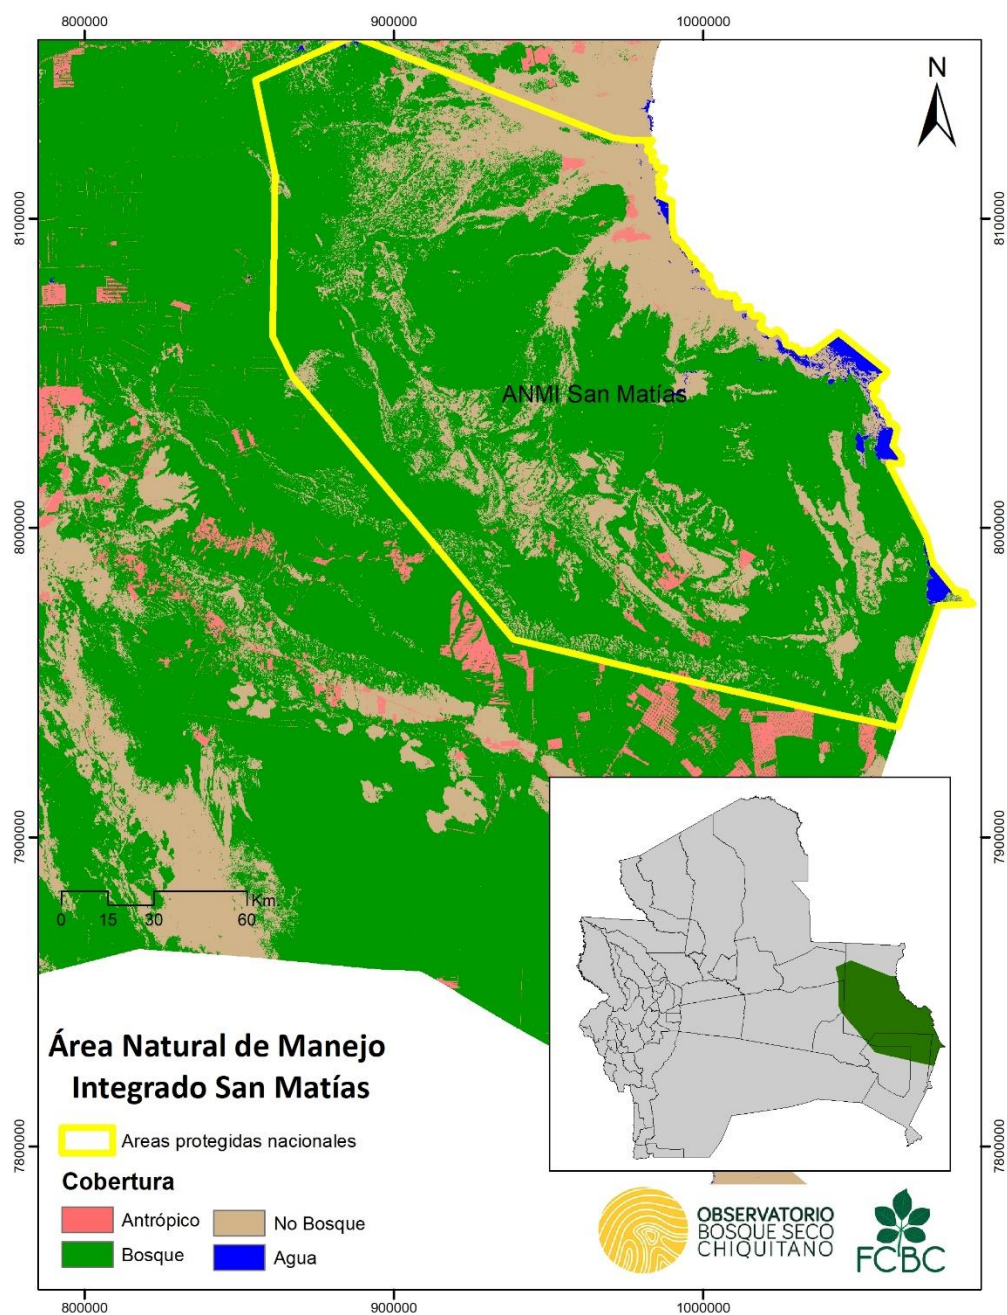 800000
900000
1000000
N
8100000
8100000
ANMI San Matías
8000000
8000000
7900000
7900000
Km
0 15 30 60
Área Natural de Manejo
Integrado San Matías
Areas protegidas nacionales
7800000
7800000
Cobertura
Antrópico
No Bosque
Bosque
Agua
OBSERVATORIO
BOSQUE SECO
CHIQUITANO
FCBC
800000
900000
1000000